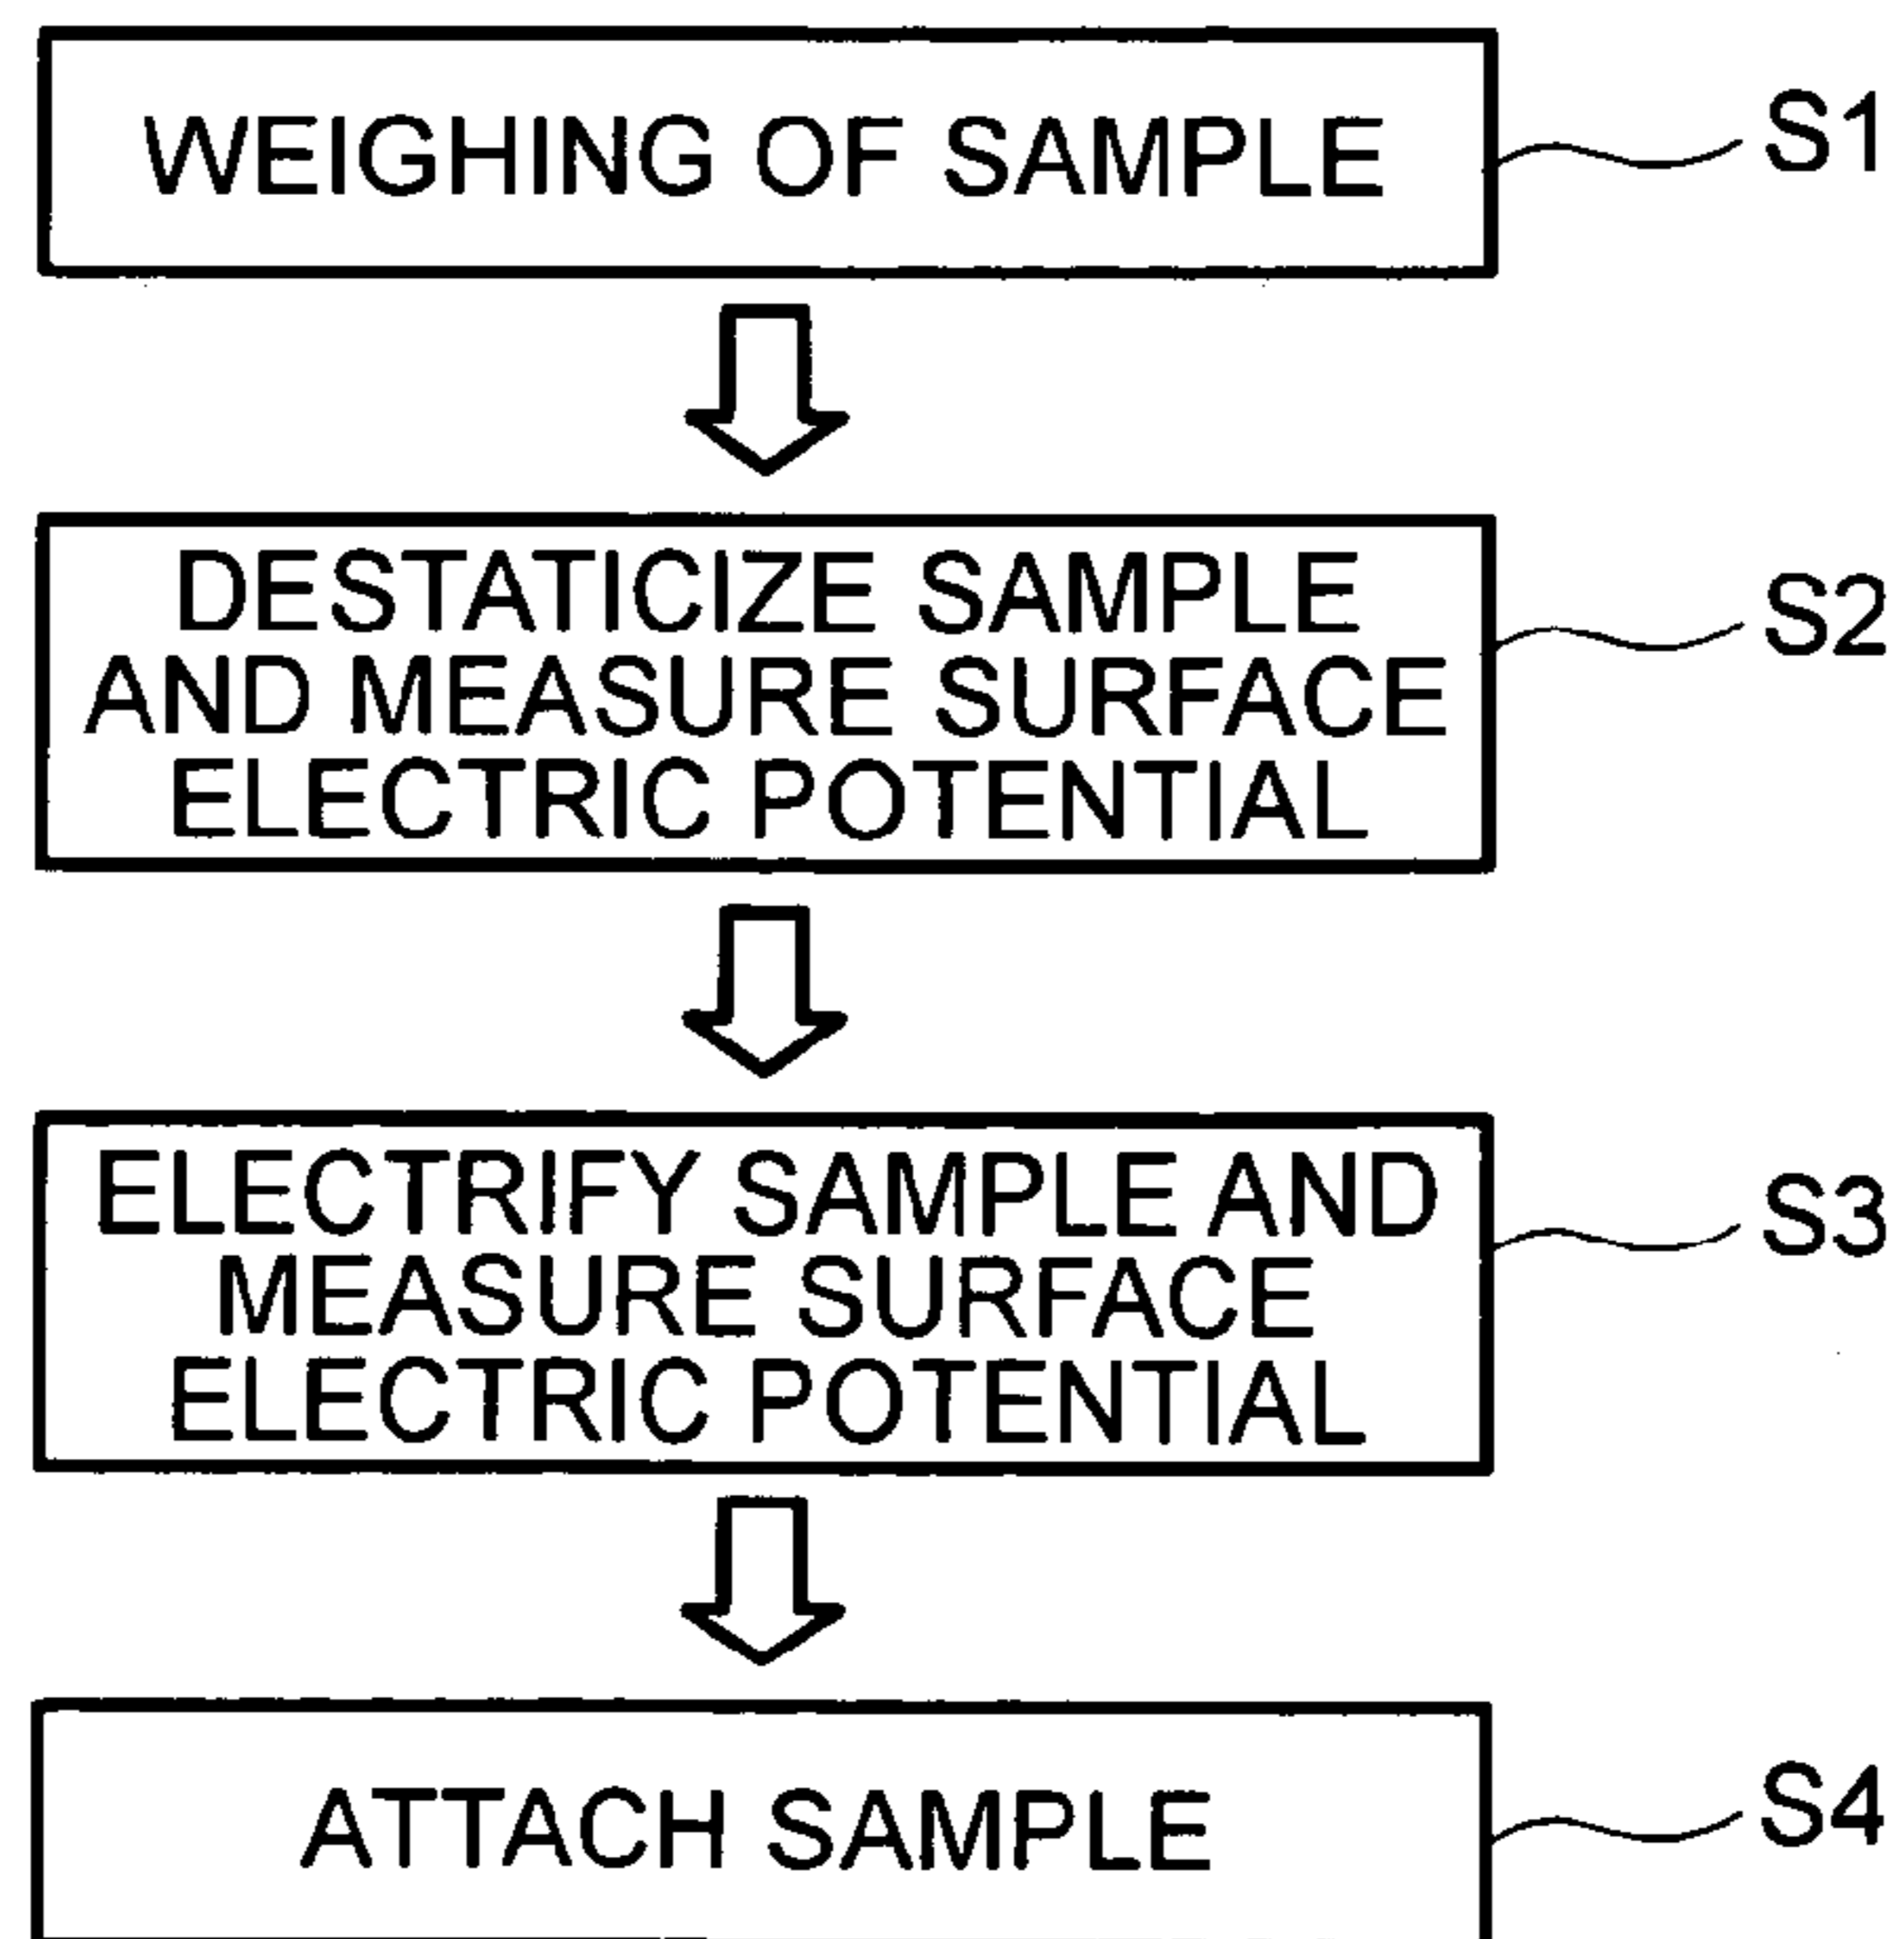 WEIGHING OF SAMPLE
S1
DESTATICIZE SAMPLE
AND MEASURE SURFACE
ELECTRIC POTENTIAL
S2
ELECTRIFY SAMPLE AND
MEASURE SURFACE
ELECTRIC POTENTIAL
S3
ATTACH SAMPLE
S4